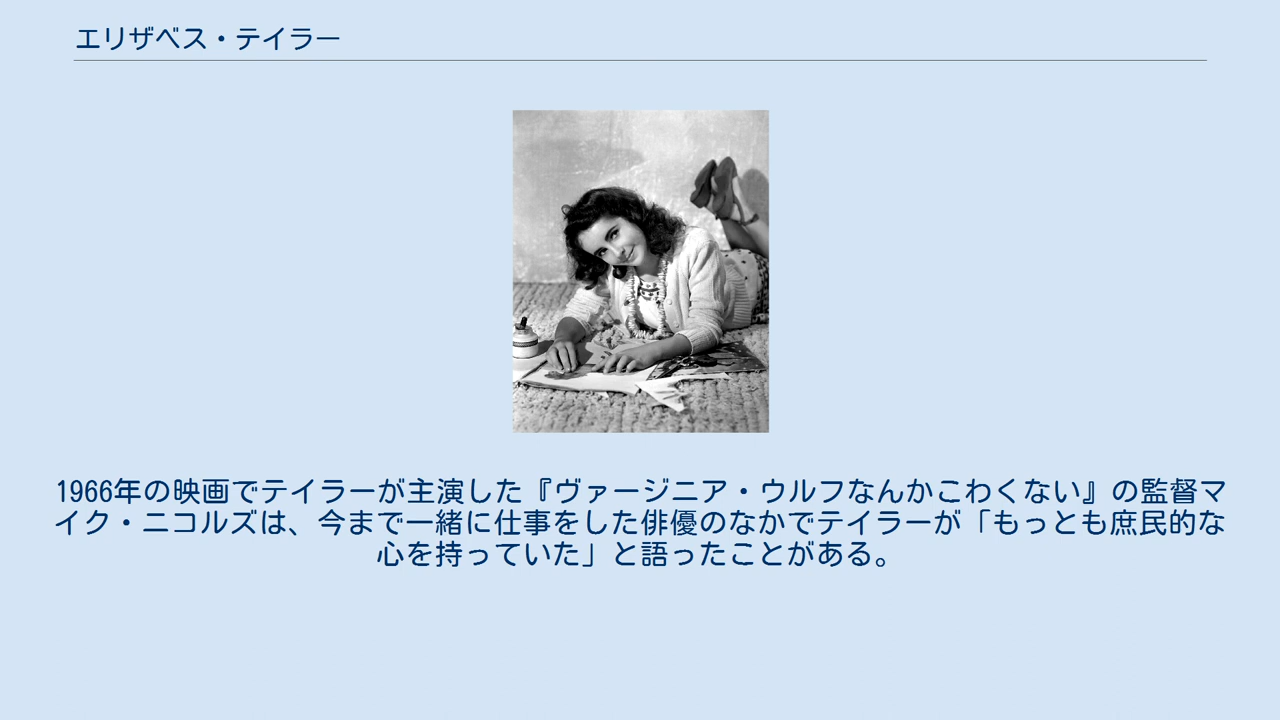 エリザベス・テイラー
1966年の映画でテイラーが主演した『ヴァージニア・ウルフなんかこわくない』の監督マ
イク・ニコルズは、今まで一緒に仕事をした俳優のなかでテイラーが「もっとも庶民的な
心を持っていた」と語ったことがある。